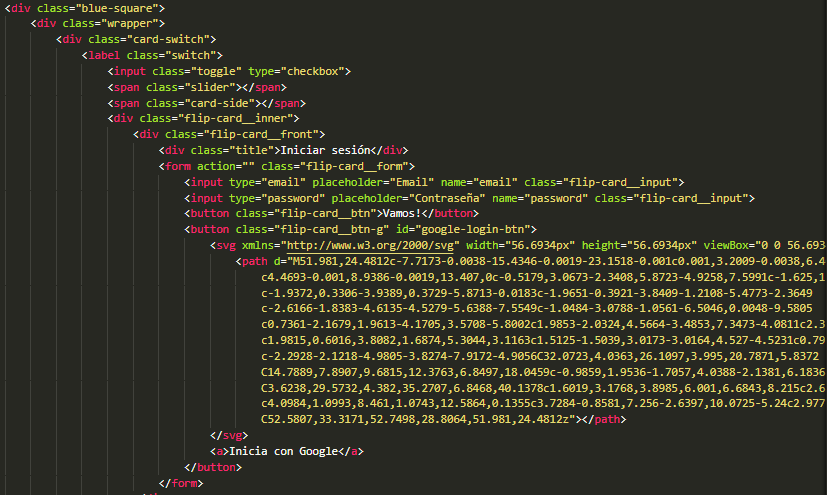 <div class="blue-square">
<div class="wrapper">
<div class="card-switch">
<label class="switch">
<input class="toggle" type="checkbox">
<span class="slider"></span>
<span class="card-side"></span>
<div class="flip-card__inner">
<div class="flip-card__front">
<div class="title">Iniciar sesión</div>
<form action="" class="flip-card__form">
<input type="email" placeholder="Email" name="email" class="flip-card__input">
<input type="password" placeholder="Contraseña" name="password" class="flip-card__input">
<button class="flip-card__btn">Vamos!</button>
<button class="flip-card__btn-g" id="google-login-btn">
<svg xmlns="http://www.w3.org/2000/svg" width="56.6934px" height="56.6934px" viewBox="0 0 56.693
<path d="M51.981,24.4812c-7.7173-0.0038-15.4346-0.0019-23.1518-0.001c0.001,3.2009-0.0038,6.4
c4.4693-0.001,8.9386-0.0019,13.407,0c-0.5179,3.0673-2.3408,5.8723-4.9258,7.5991c-1.625,1
c-1.9372,0.3306-3.9389,0.3729-5.8713-0.0183c-1.9651-0.3921-3.8409-1.2108-5.4773-2.3649
c-2.6166-1.8383-4.6135-4.5279-5.6388-7.5549c-1.0484-3.0788-1.0561-6.5046,0.0048-9.5805
c0.7361-2.1679,1.9613-4.1705,3.5708-5.8002c1.9853-2.0324,4.5664-3.4853,7.3473-4.0811c2.3
c1.9815,0.6016,3.8082,1.6874,5.3044,3.1163c1.5125-1.5039,3.0173-3.0164,4.527-4.5231c0.79
c-2.2928-2.1218-4.9805-3.8274-7.9172-4.9056C32.0723,4.0363,26.1097,3.995,20.7871,5.8372
C14.7889,7.8907,9.6815,12.3763,6.8497,18.0459c-0.9859,1.9536-1.7057,4.0388-2.1381,6.1836
C3.6238,29.5732,4.382,35.2707,6.8468,40.1378c1.6019,3.1768,3.8985,6.001,6.6843,8.215c2.6
c4.0984,1.0993,8.461,1.0743,12.5864,0.1355c3.7284-0.8581,7.256-2.6397,10.0725-5.24c2.977
C52.5807,33.3171,52.7498,28.8064,51.981,24.4812z"></path>
</svg>
<a>Inicia con Google</a>
</button>
</form>